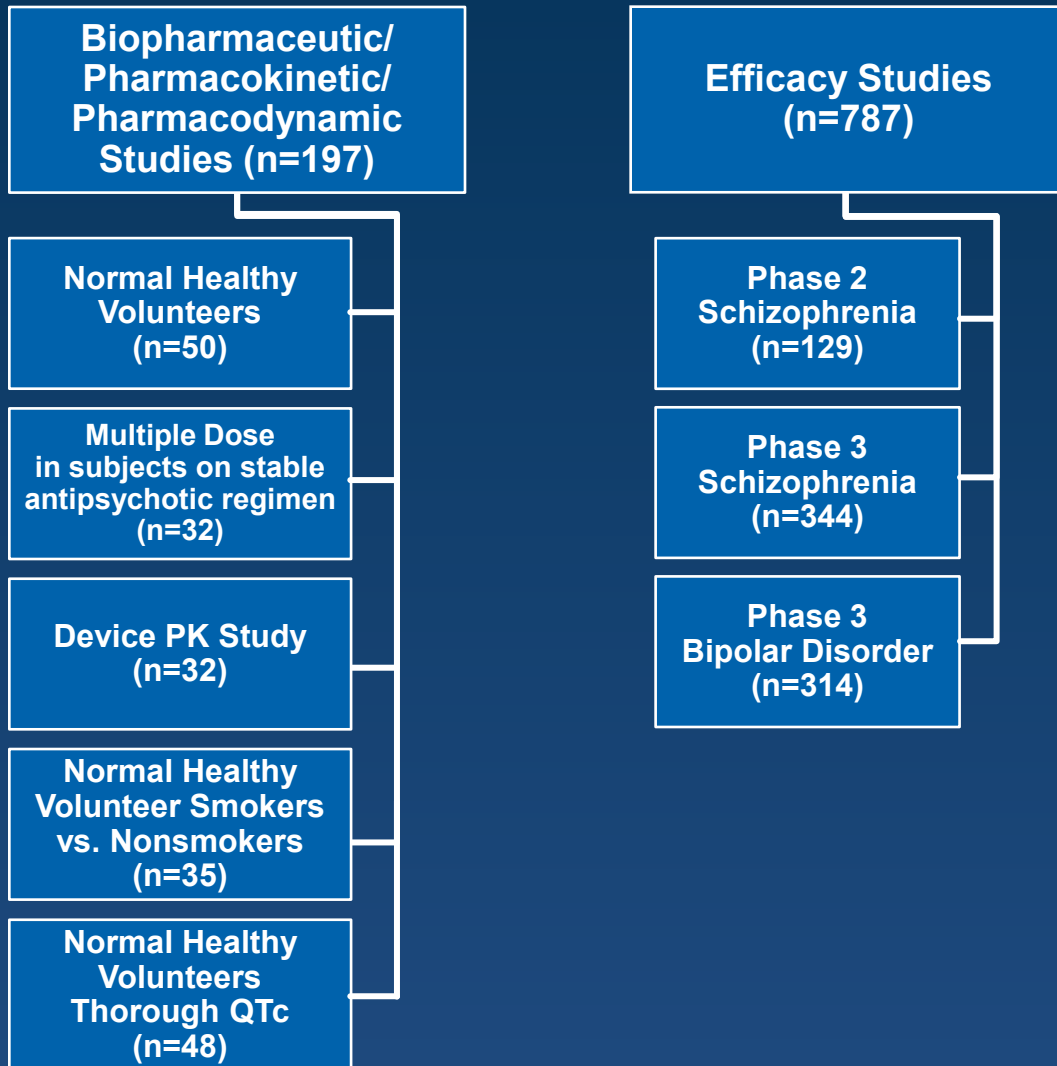 Biopharmaceutic/
Pharmacokinetic/
Pharmacodynamic
Studies (n=197)
Normal Healthy
Volunteers
(n=50)
Multiple Dose
in subjects on stable
antipsychotic regimen
(n=32)
Device PK Study
(n=32)
Normal Healthy
Volunteer Smokers
vs. Nonsmokers
(n=35)
Normal Healthy
Volunteers
Thorough QTc
(n=48)
Efficacy Studies
(n=787)
Phase 2
Schizophrenia
(n=129)
Phase 3
Schizophrenia
(n=344)
Phase 3
Bipolar Disorder
(n=314)